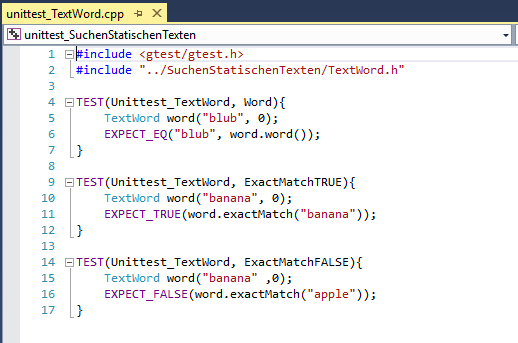 unittest_TextWord.cpp
unittest_SuchenStatischenTexten
1 #include <gtest/gtest.h>
2 #include "../SuchenStatischenTexten/TextWord.h"
3
4 TEST(Unittest_TextWord, Word){
5 TextWord word("blub", 0);
6 EXPECT_EQ("blub", word.word());
7 }
8
9 TEST(Unittest_TextWord, ExactMatchTRUE){
10 TextWord word("banana", 0);
11 EXPECT_TRUE(word.exactMatch("banana"));
12 }
13
14 TEST(Unittest_TextWord, ExactMatchFALSE){
15 TextWord word("banana" ,0);
16 EXPECT_FALSE(word.exactMatch("apple"));
17 }